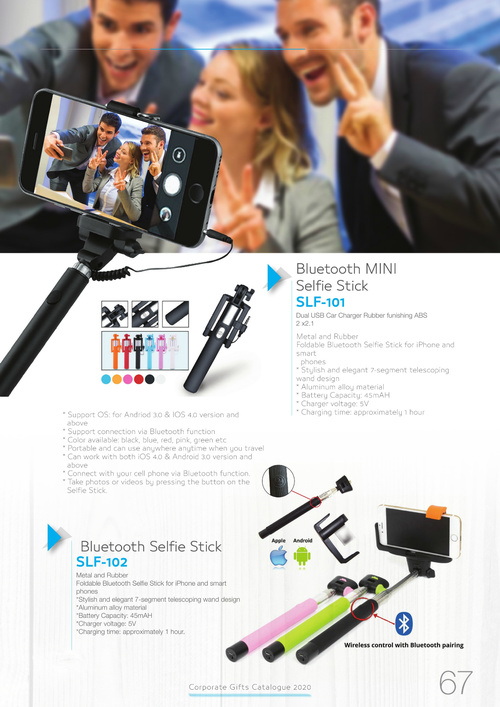 Bluetooth MINI
Selfie Stick
SLF-101
Dual USB Car Charger Rubber funishing ABS
2 x2.1
Metal and Rubber
Foldable Bluetooth Selfie Stick for iPhone and
smart
phones
* Stylish and elegant 7-segment telescoping
wand design
* Aluminum alloy material
* Battery Capacity: 45mAH
* Charger voltage: 5V
* Charging time: approximately 1 hour.
* Support OS: for Andriod 3.0 & IOS 4.0 version and
above
* Support connection via Bluetooth function
* Color available: black, blue, red, pink, green etc.
* Portable and can use anywhere anytime when you travel
* Can work with both iOS 4.0 & Android 3.0 version and
above
* Connect with your cell phone via Bluetooth function.
* Take photos or videos by pressing the button on the
Selfie Stick.
Bluetooth Selfie Stick
SLF-102
Metal and Rubber
Foldable Bluetooth Selfie Stick for iPhone and smart
phones
*Stylish and elegant 7-segment telescoping wand design
*Aluminum alloy material
*Battery Capacity: 45mAH
*Charger voltage: 5V
*Charging time: approximately 1 hour.
Apple Android
Wireless control with Bluetooth pairing
Corporate Gifts Catalogue 2020
67